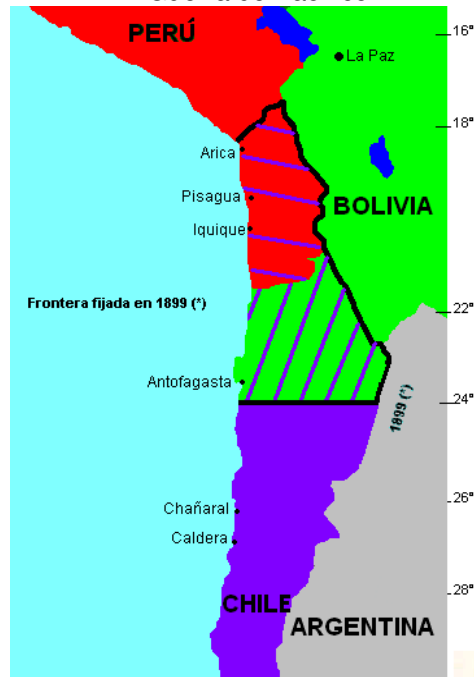 PERÚ
16°
La Paz
18°
Arica
Pisagua
BOLIVIA
Iquique
Frontera fijada en 1899 (*)
22°
Antofagasta
24°
1899 (*)
26°
Chañaral
Caldera
28°
CHILE
ARGENTINA